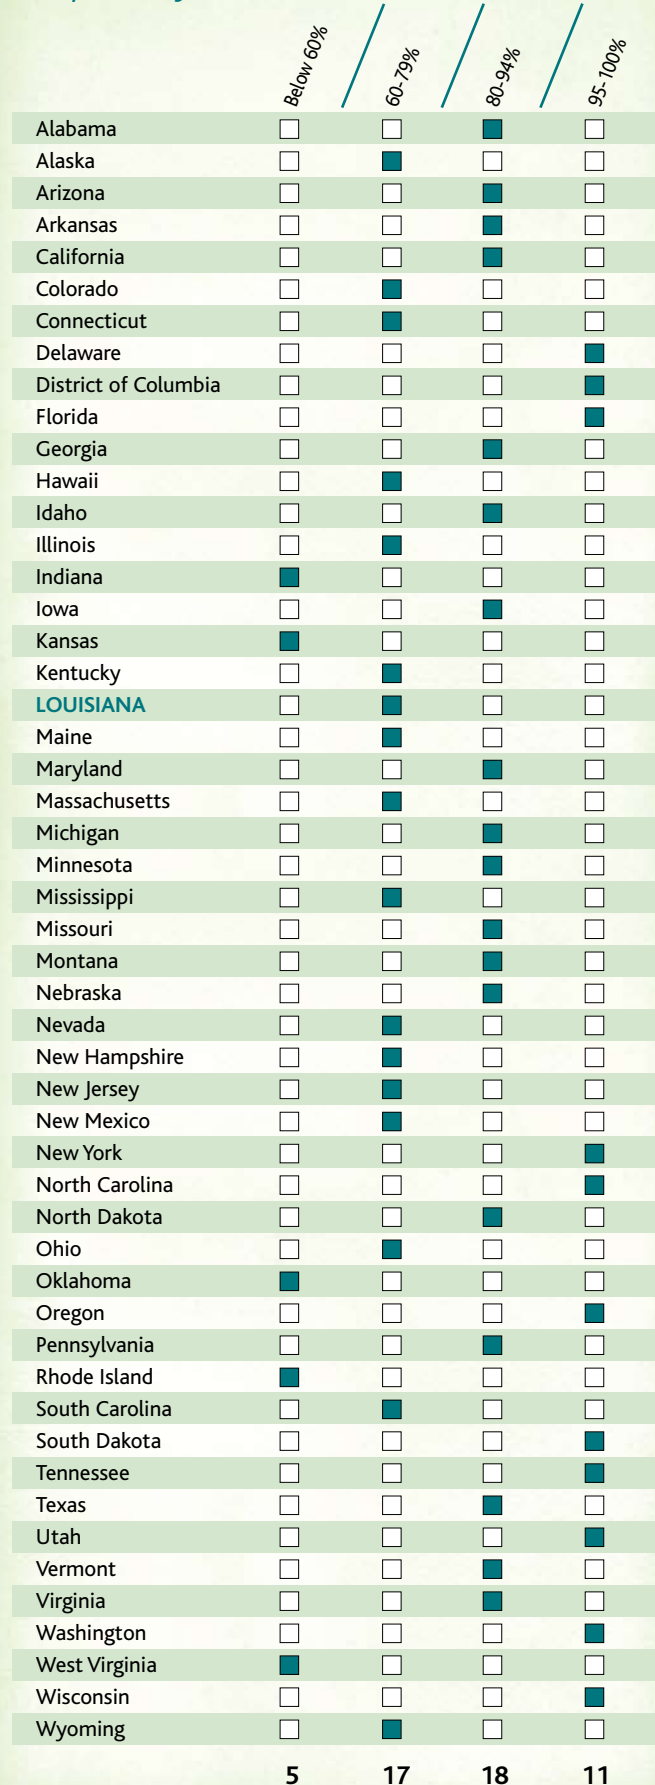 Below 60%
60-79%
80-94%
95-100%
Alabama
Alaska
Arizona
Arkansas
California
Colorado
Connecticut
Delaware
District of Columbia
Florida
Georgia
Hawaii
Idaho
Illinois
Indiana
Iowa
Kansas
Kentucky
LOUISIANA
Maine
Maryland
Massachusetts
Michigan
Minnesota
Mississippi
Missouri
Montana
Nebraska
Nevada
New Hampshire
New Jersey
New Mexico
New York
North Carolina
North Dakota
Ohio
Oklahoma
Oregon
Pennsylvania
Rhode Island
South Carolina
South Dakota
Tennessee
Texas
Utah
Vermont
Virginia
Washington
West Virginia
Wisconsin
Wyoming
5 17 18 11